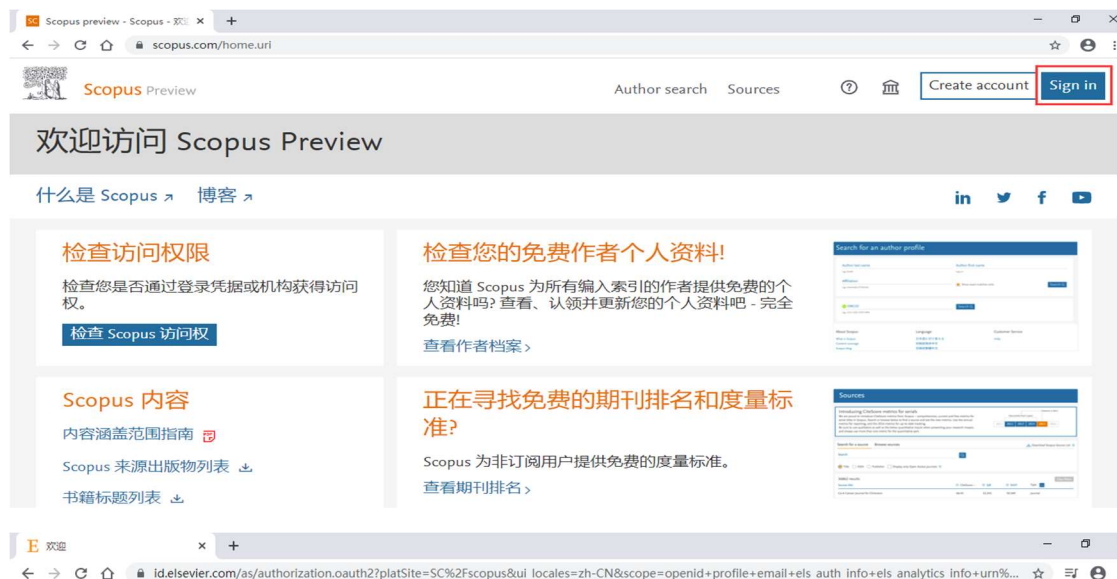 Scopus preview - Scopus - 欢
scopus.com/home.uri
Scopus Preview
Author search Sources
Create account Sign in
欢迎访问 Scopus Preview
什么是 Scopus 博客
检查访问权限
检查您是否通过登录凭据或机构获得访问
权。
检查 Scopus 访问权
检查您的免费作者个人资料!
您知道 Scopus 为所有编入索引的作者提供免费的个
人资料吗? 查看、认领并更新您的个人资料吧 - 完全
免费!
查看作者档案
Search for an author profile
Scopus 内容
内容涵盖范围指南
Scopus 来源出版物列表
书籍标题列表
正在寻找免费的期刊排名和度量标
准?
Scopus 为非订阅用户提供免费的度量标准。
查看期刊排名
Sources
Introducing CiteScore metrics for serials
欢迎
id.elsevier.com/as/authorization.oauth2?platSite=SC%2Fscopus&ui_locales=zh-CN&scope=openid+profile+email+els_auth_info+els_analytics_info+urn%...